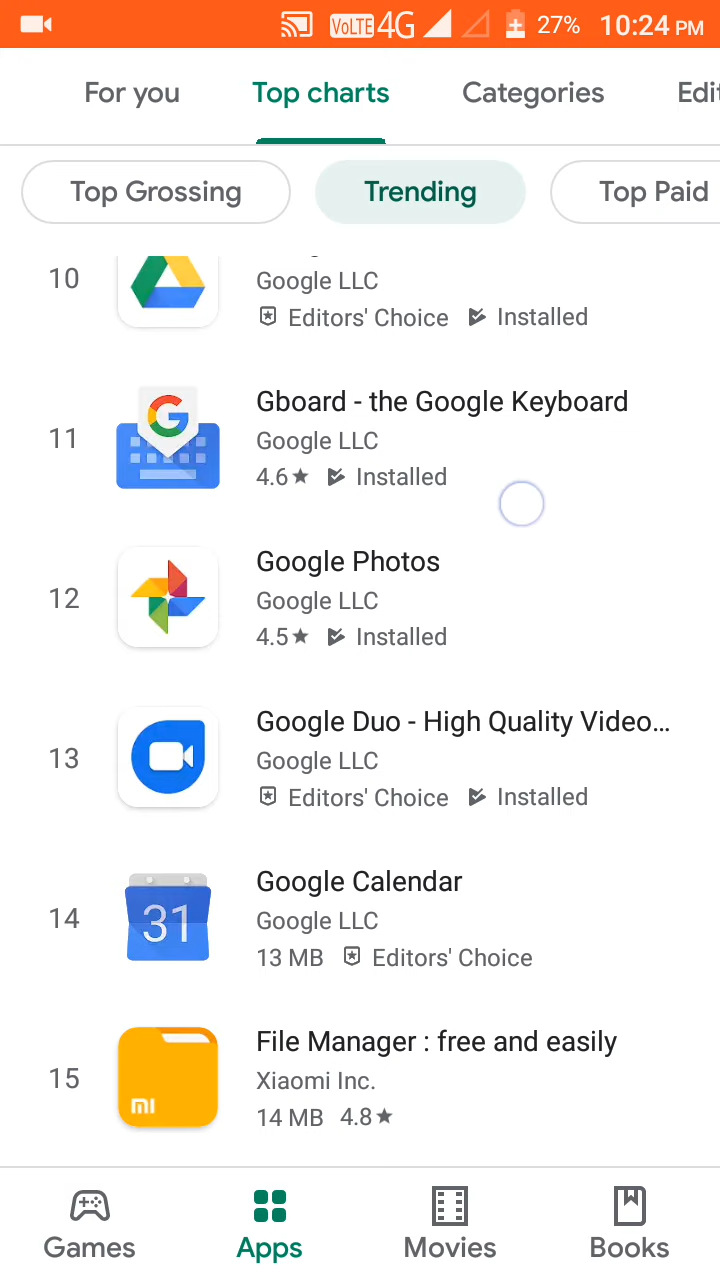 VoLTE 4G 27% 10:24 PM
For you Top charts Categories Edit
Top Grossing Trending Top Paid
10
Google LLC
Editors' Choice Installed
11 G Gboard - the Google Keyboard
Google LLC
4.6★ Installed
12 Google Photos
Google LLC
4.5★ Installed
13 Google Duo - High Quality Video...
Google LLC
Editors' Choice Installed
14 31 Google Calendar
Google LLC
13 MB Editors' Choice
15 MI File Manager : free and easily
Xiaomi Inc.
14 MB 4.8★
Games Apps Movies Books